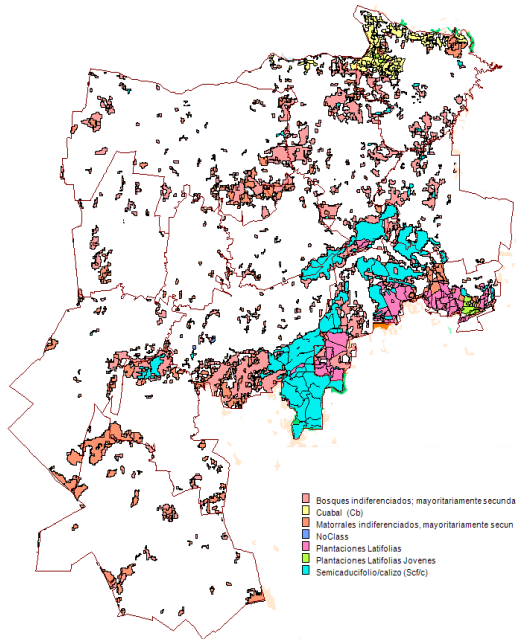 Bosques indiferenciados; mayoritariamente secunda
Cuabal (Cb)
Matorrales indiferenciados, mayoritariamente secun
NoClass
Plantaciones Latifolias
Plantaciones Latifolias Jovenes
Semicaducifolio/calizo (Scf/c)